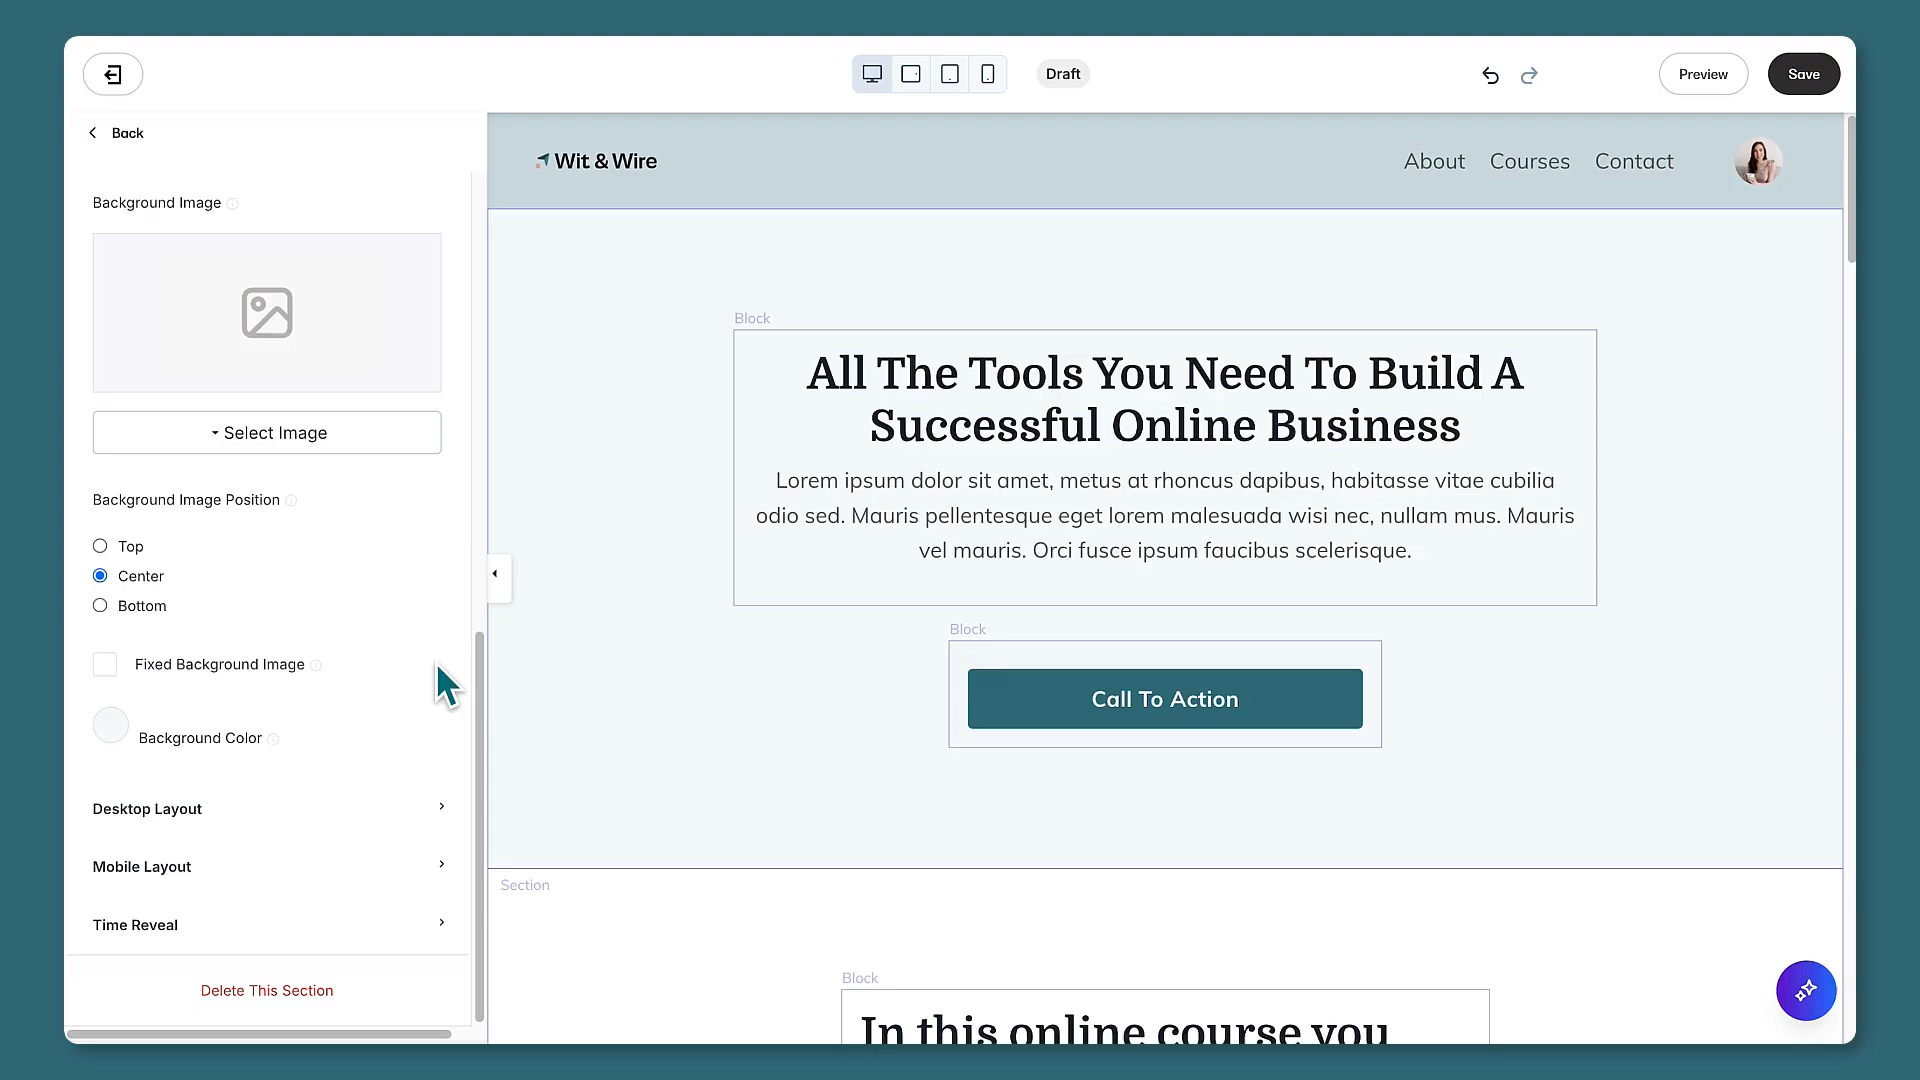 Draft
Preview
Save
Back
Background Image
Select Image
Background Image Position
Top
Center
Bottom
Fixed Background Image
Background Color
Desktop Layout
Mobile Layout
Time Reveal
Delete This Section
Wit & Wire
About Courses Contact
Block
All The Tools You Need To Build A
Successful Online Business
Lorem ipsum dolor sit amet, metus at rhoncus dapibus, habitasse vitae cubilia
odio sed. Mauris pellentesque eget lorem malesuada wisi nec, nullam mus. Mauris
vel mauris. Orci fusce ipsum faucibus scelerisque.
Block
Call To Action
Section
Block
In this online course you